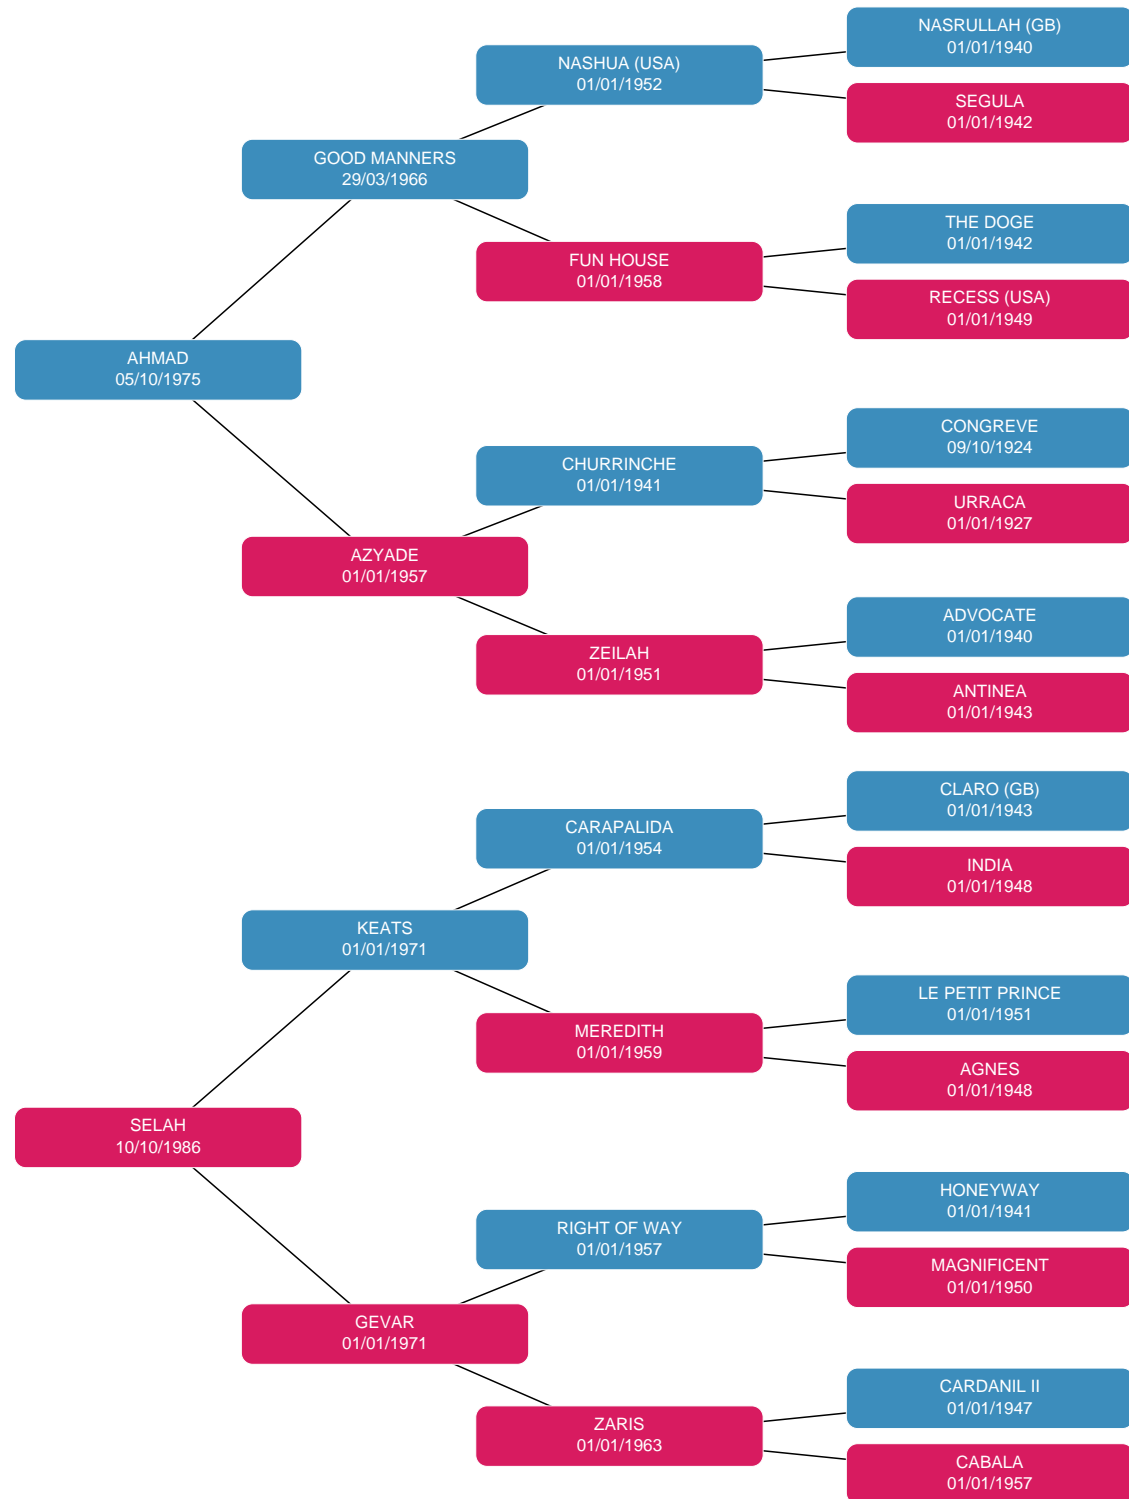 NASRULLAH (GB)
01/01/1940
NASHUA (USA)
01/01/1952
SEGULA
01/01/1942
GOOD MANNERS
29/03/1966
THE DOGE
01/01/1942
FUN HOUSE
01/01/1958
RECESS (USA)
01/01/1949
AHMAD
05/10/1975
CONGREVE
09/10/1924
CHURRINCHE
01/01/1941
URRACA
01/01/1927
AZYADE
01/01/1957
ADVOCATE
01/01/1940
ZEILAH
01/01/1951
ANTINEA
01/01/1943
CLARO (GB)
01/01/1943
CARAPALIDA
01/01/1954
INDIA
01/01/1948
KEATS
01/01/1971
LE PETIT PRINCE
01/01/1951
MEREDITH
01/01/1959
AGNES
01/01/1948
SELAH
10/10/1986
HONEYWAY
01/01/1941
RIGHT OF WAY
01/01/1957
MAGNIFICENT
01/01/1950
GEVAR
01/01/1971
CARDANIL II
01/01/1947
ZARIS
01/01/1963
CABALA
01/01/1957